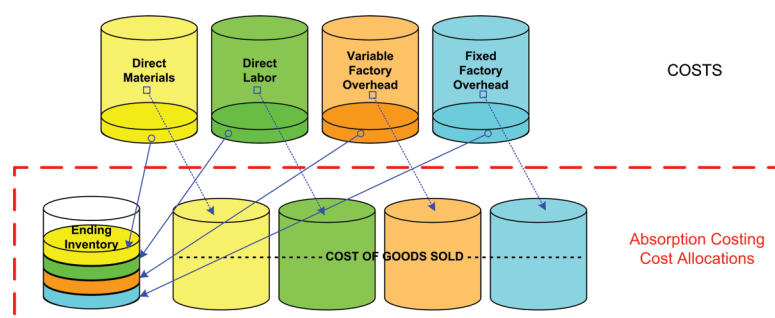 Direct
Materials
Direct
Labor
Variable
Factory
Overhead
Fixed
Factory
Overhead
COSTS
Ending
Inventory
COST OF GOODS SOLD
Absorption Costing
Cost Allocations